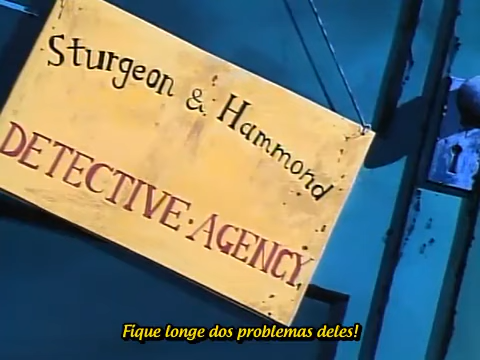 Sturgeon & Hammond
DETECTIVE·AGENCY
Fique longe dos problemas deles!